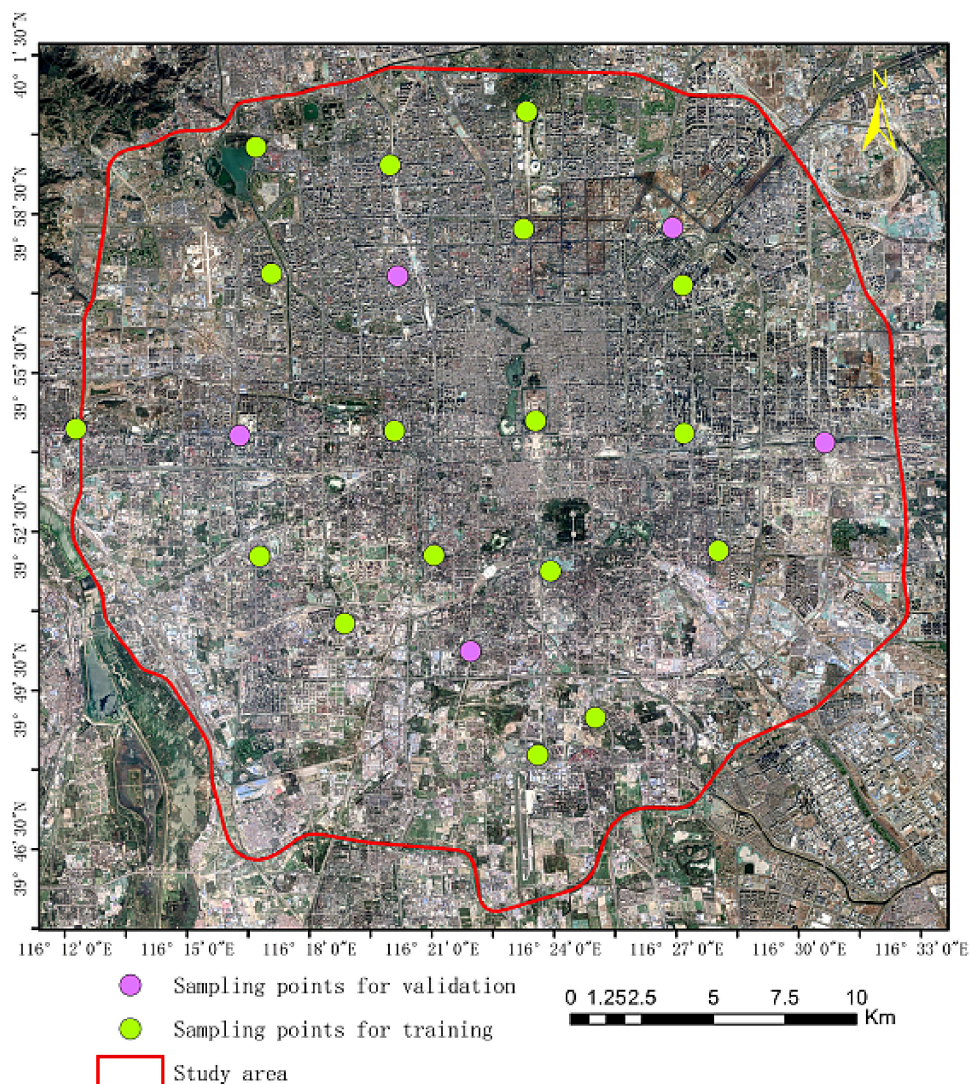 40° 1′30″N
39° 58′30″N
39° 55′30″N
39° 52′30″N
39° 49′30″N
39° 46′30″N
N
116° 12′0″E 116° 15′0″E 116° 18′0″E 116° 21′0″E 116° 24′0″E 116° 27′0″E 116° 30′0″E 116° 33′0″E
Sampling points for validation
0 1.252.5 5 7.5 10
Km
Sampling points for training
Study area